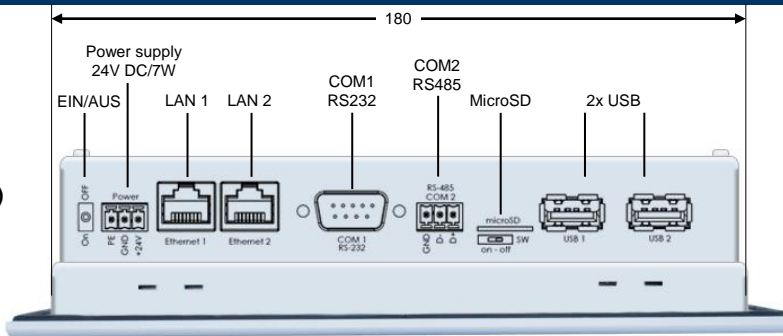 180
Power supply
24V DC/7W
EIN/AUS
LAN 1
LAN 2
COM1
RS232
COM2
RS485
MicroSD
2x USB
OFF
On
Power
PE
GND
+24V
Ethernet 1
Ethernet 2
COM 1
RS-232
RS-485
COM 2
GND
D-
D+
microSD
SW
on - off
USB 1
USB 2
)